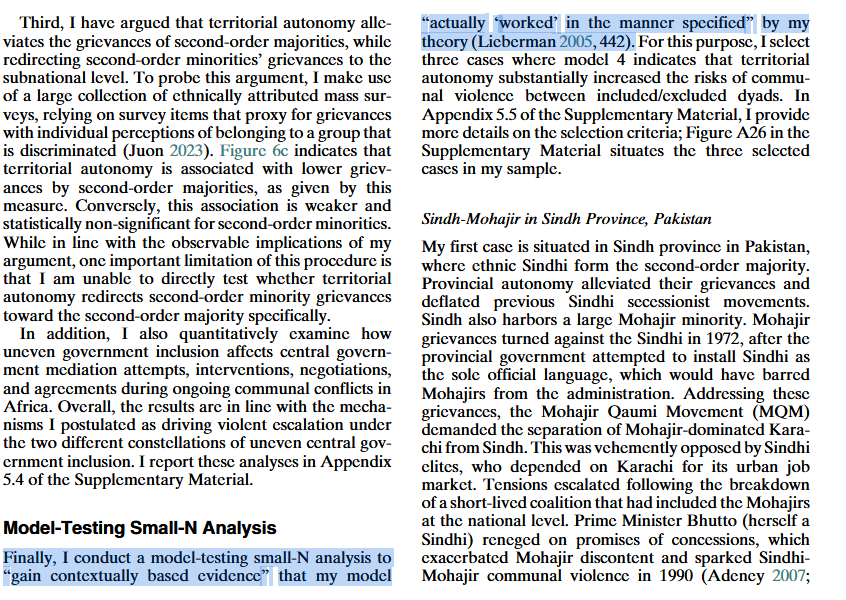 Third, I have argued that territorial autonomy alle-
viates the grievances of second-order majorities, while
redirecting second-order minorities' grievances to the
subnational level. To probe this argument, I make use
of a large collection of ethnically attributed mass sur-
veys, relying on survey items that proxy for grievances
with individual perceptions of belonging to a group that
is discriminated (Juon 2023). Figure 6c indicates that
territorial autonomy is associated with lower griev-
ances by second-order majorities, as given by this
measure. Conversely, this association is weaker and
statistically non-significant for second-order minorities.
While in line with the observable implications of my
argument, one important limitation of this procedure is
that I am unable to directly test whether territorial
autonomy redirects second-order minority grievances
toward the second-order majority specifically.
In addition, I also quantitatively examine how
uneven government inclusion affects central govern-
ment mediation attempts, interventions, negotiations,
and agreements during ongoing communal conflicts in
Africa. Overall, the results are in line with the mecha-
nisms I postulated as driving violent escalation under
the two different constellations of uneven central gov-
ernment inclusion. I report these analyses in Appendix
5.4 of the Supplementary Material.
Model-Testing Small-N Analysis
Finally, I conduct a model-testing small-N analysis to
“gain contextually based evidence” that my model
“actually ‘worked’ in the manner specified” by my
theory (Lieberman 2005, 442). For this purpose, I select
three cases where model 4 indicates that territorial
autonomy substantially increased the risks of commu-
nal violence between included/excluded dyads. In
Appendix 5.5 of the Supplementary Material, I provide
more details on the selection criteria; Figure A26 in the
Supplementary Material situates the three selected
cases in my sample.
Sindh-Mohajir in Sindh Province, Pakistan
My first case is situated in Sindh province in Pakistan,
where ethnic Sindhi form the second-order majority.
Provincial autonomy alleviated their grievances and
deflated previous Sindhi secessionist movements.
Sindh also harbors a large Mohajir minority. Mohajir
grievances turned against the Sindhi in 1972, after the
provincial government attempted to install Sindhi as
the sole official language, which would have barred
Mohajirs from the administration. Addressing these
grievances, the Mohajir Qaumi Movement (MQM)
demanded the separation of Mohajir-dominated Kara-
chi from Sindh. This was vehemently opposed by Sindhi
elites, who depended on Karachi for its urban job
market. Tensions escalated following the breakdown
of a short-lived coalition that had included the Mohajirs
at the national level. Prime Minister Bhutto (herself a
Sindhi) reneged on promises of concessions, which
exacerbated Mohajir discontent and sparked Sindhi-
Mohajir communal violence in 1990 (Adeney 2007;